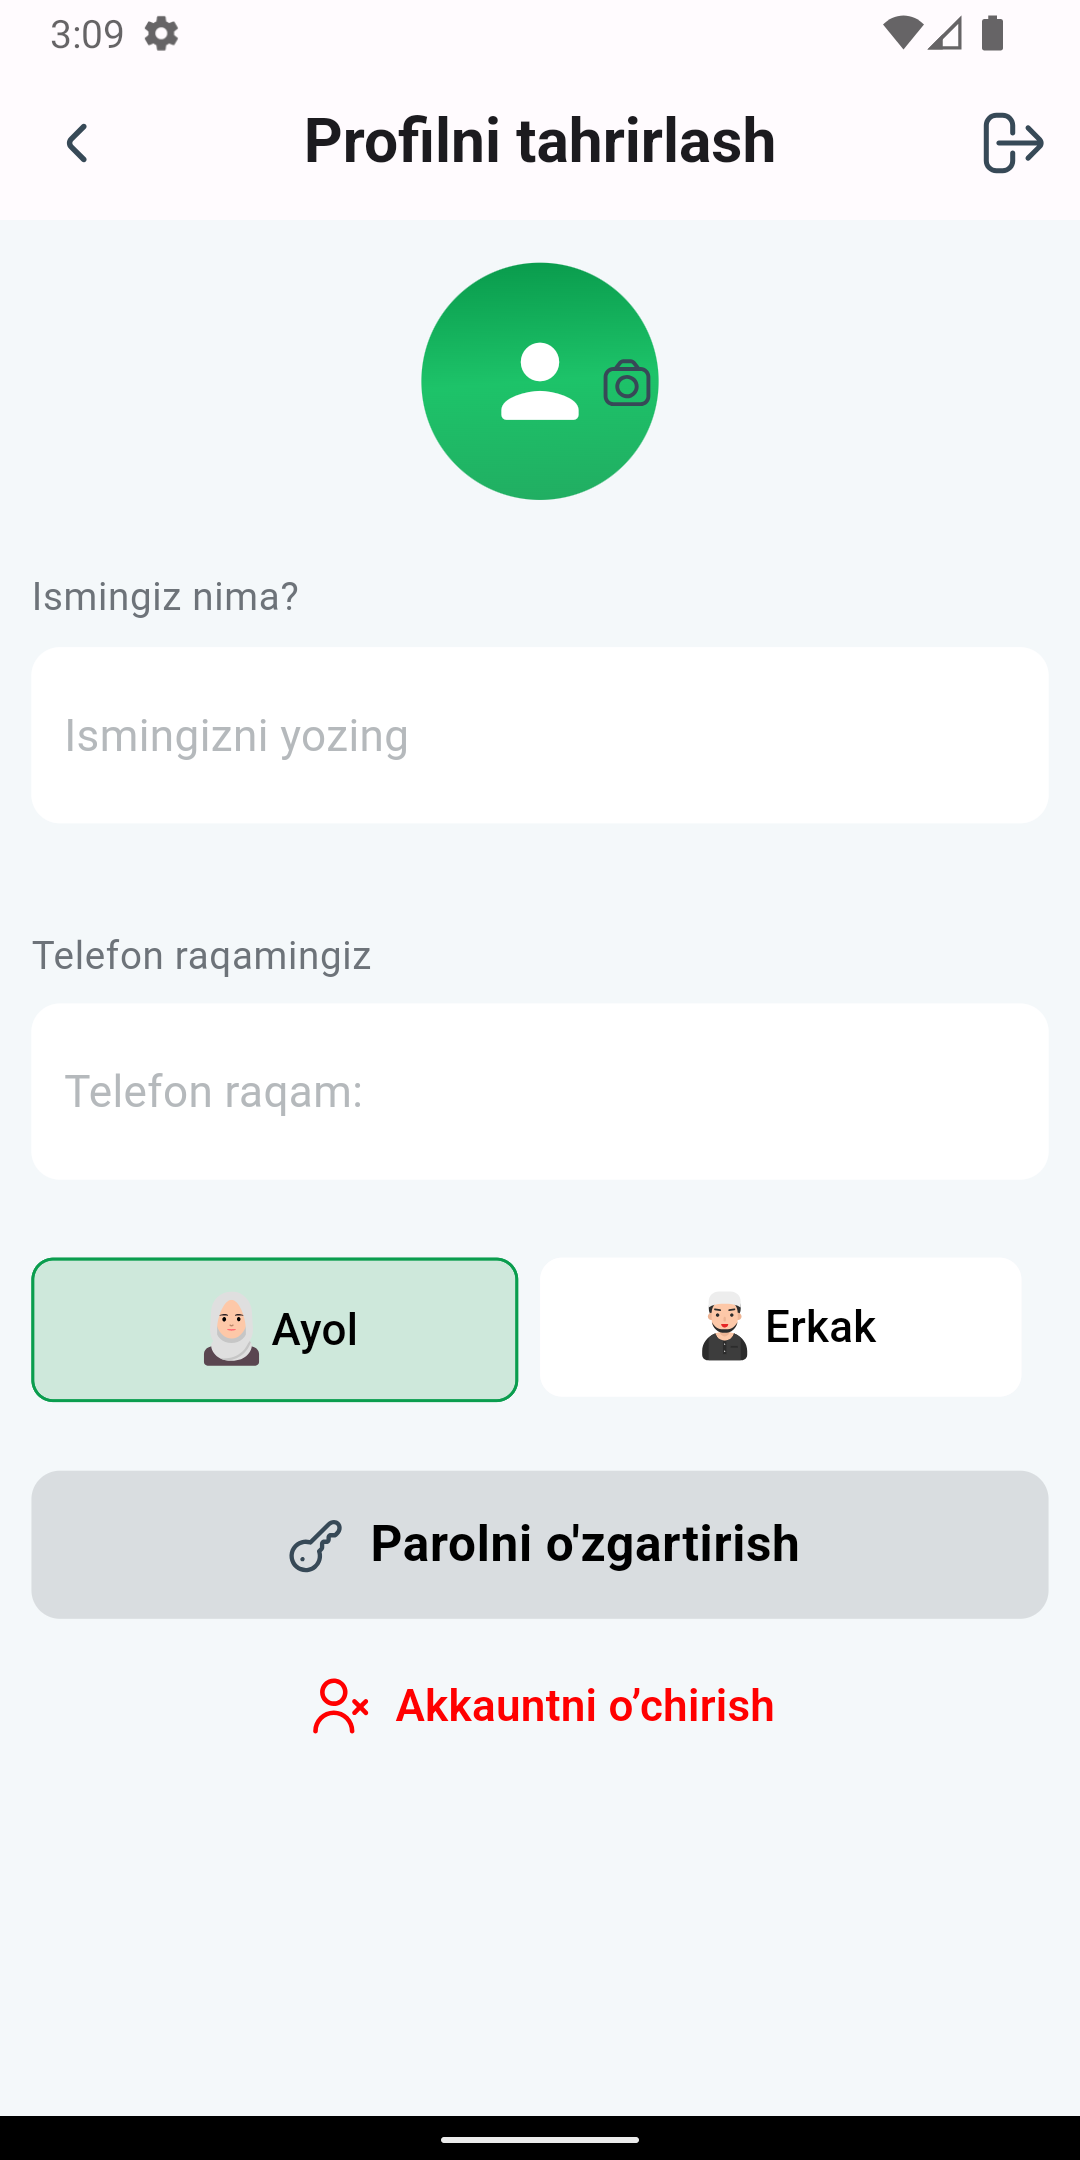 3:09
Profilni tahrirlash
Ismingiz nima?
Ismingizni yozing
Telefon raqamingiz
Telefon raqam:
Ayol
Erkak
Parolni o'zgartirish
Akkauntni o’chirish